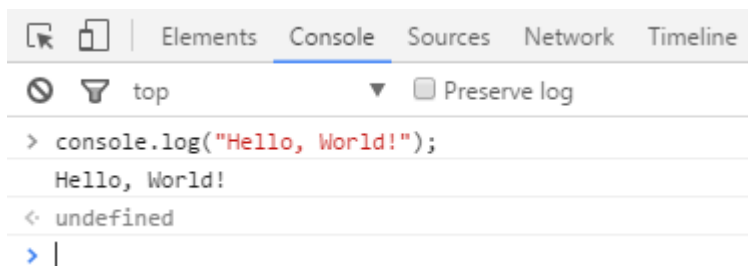 Elements Console Sources Network Timeline
top ▼ Preserve log
> console.log("Hello, World!");
Hello, World!
<· undefined
>